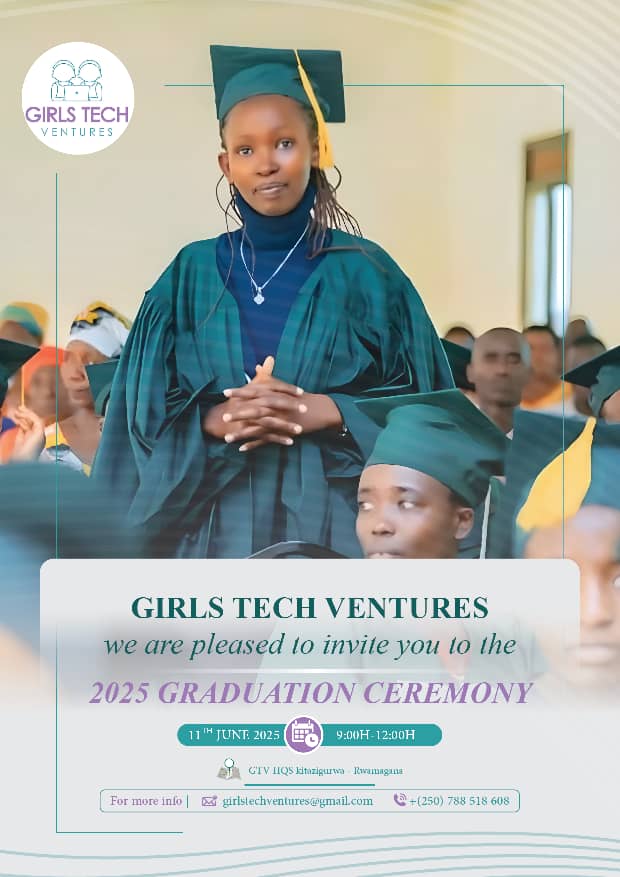 GIRLS TECH
VENTURES
GIRLS TECH VENTURES
we are pleased to invite you to the
2025 GRADUATION CEREMONY
11TH JUNE 2025 9:00H-12:00H
GTV HQS kitazigurwa - Rwamagana
For more info | girlstechventures@gmail.com +(250) 788 518 608